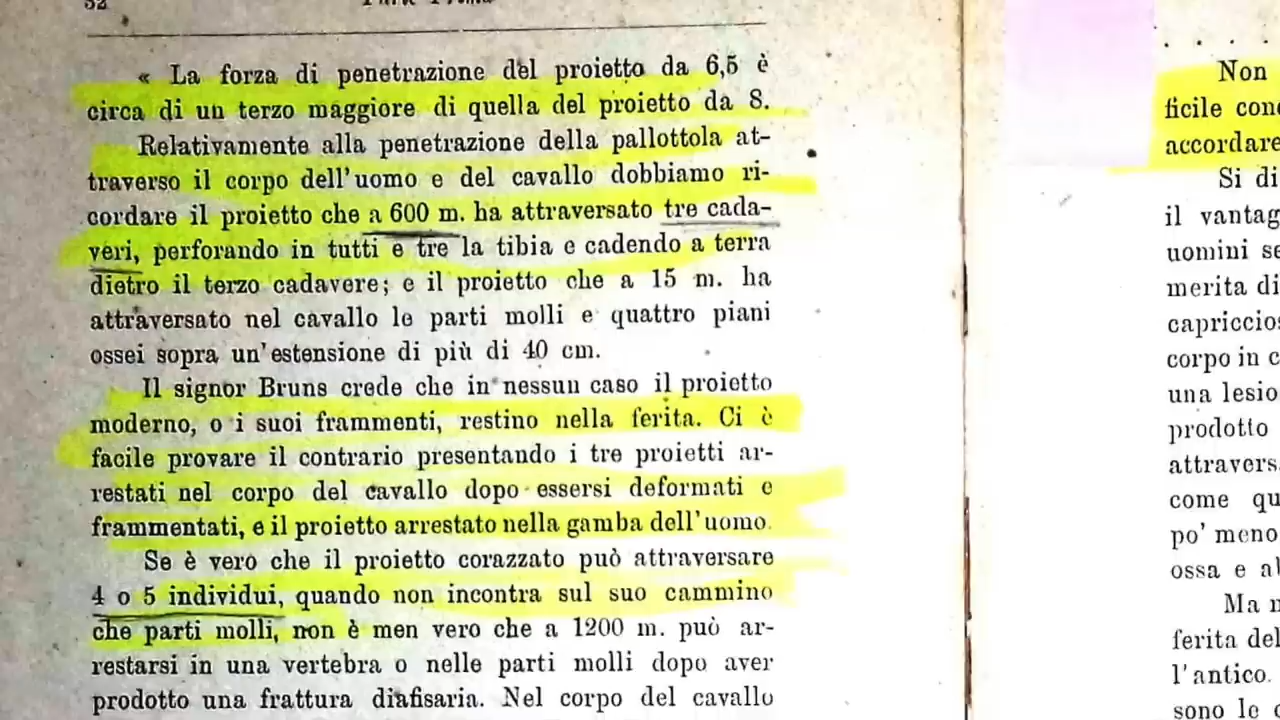 32
« La forza di penetrazione del proietto da 6,5 è
circa di un terzo maggiore di quella del proietto da 8.
Relativamente alla penetrazione della pallottola at-
traverso il corpo dell'uomo e del cavallo dobbiamo ri-
cordare il proietto che a 600 m. ha attraversato tre cada-
veri, perforando in tutti e tre la tibia e cadendo a terra
dietro il terzo cadavere; e il proietto che a 15 m. ha
attraversato nel cavallo le parti molli e quattro piani
ossei sopra un'estensione di più di 40 cm.
Il signor Bruns crede che in nessun caso il proietto
moderno, o i suoi frammenti, restino nella ferita. Ci è
facile provare il contrario presentando i tre proietti ar-
restati nel corpo del cavallo dopo essersi deformati e
frammentati, e il proietto arrestato nella gamba dell'uomo.
Se è vero che il proietto corazzato può attraversare
4 o 5 individui, quando non incontra sul suo cammino
che parti molli, non è men vero che a 1200 m. può ar-
restarsi in una vertebra o nelle parti molli dopo aver
prodotto una frattura diafisaria. Nel corpo del cavallo
. . . .
Non
ficile con
accordare
Si di
il vantag
uomini se
merita di
capriccios
corpo in c
una lesio
prodotto
attravers
come qu
po' meno
ossa e al
Ma n
ferita del
l'antico.
sono le